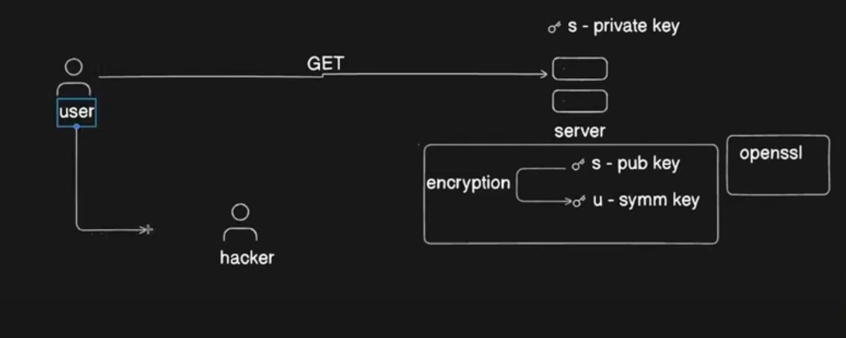 s - private key
GET
user
server
openssl
s - pub key
encryption
u - symm key
hacker